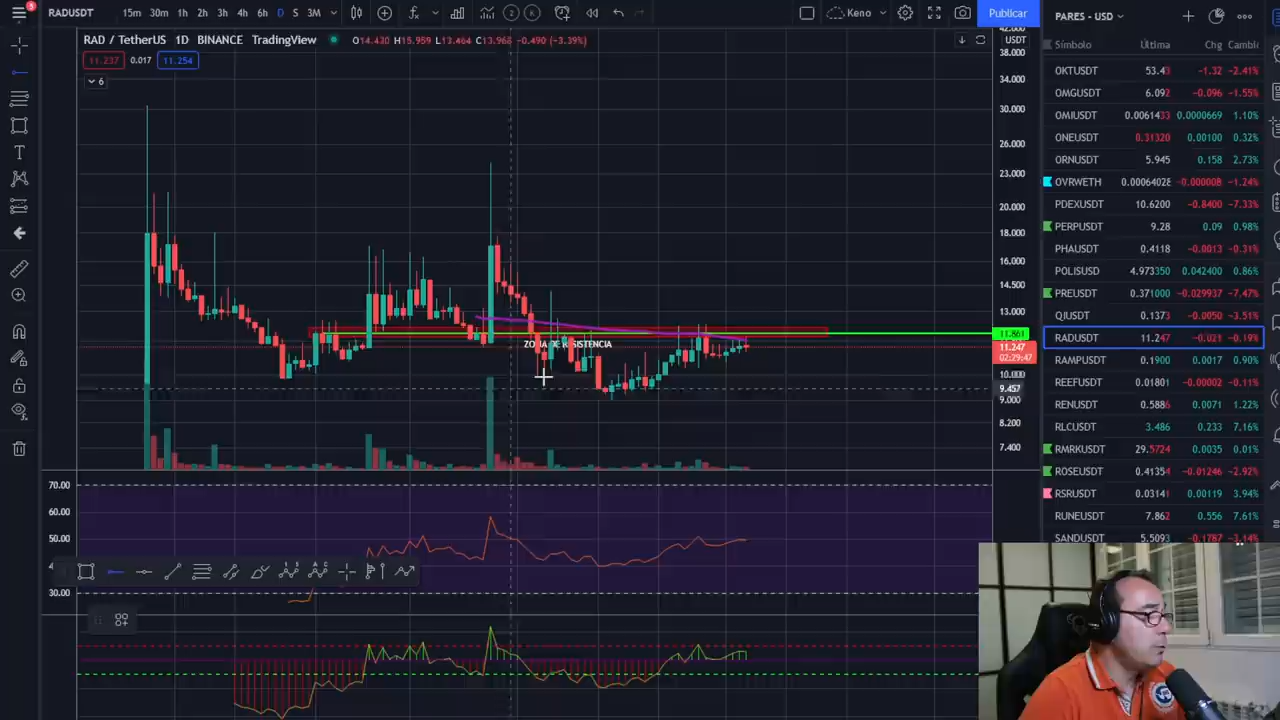 RADUSDT 15m 30m 1h 2h 3h 4h 6h D S 3M Keno Publicar PARES - USD
RAD / TetherUS 1D BINANCE TradingView O14.430 H15.959 L13.464 C13.968 -0.490 (-3.39%) USDT
11.237 0.017 11.254
6
38.000
34.000
30.000
26.000
23.000
20.000
18.000
16.000
14.500
13.000
11.861
11.247
02:29:47
10.000
9.457
9.000
8.200
7.400
70.00
60.00
50.00
30.00
Símbolo Última Chg Cambio
OKTUSDT 53.43 -1.32 -2.41%
OMGUSDT 6.092 -0.096 -1.55%
OMIUSDT 0.0061433 0.0000669 1.10%
ONEUSDT 0.31320 0.00100 0.32%
ORNUSDT 5.945 0.158 2.73%
OVRWETH 0.00064028 -0.000008 -1.24%
PDEXUSDT 10.6200 -0.8400 -7.33%
PERPUSDT 9.28 0.09 0.98%
PHAUSDT 0.4118 -0.0013 -0.31%
POLISUSD 4.973350 0.042400 0.86%
PREUSDT 0.371000 -0.029937 -7.47%
QIUSDT 0.1373 -0.0050 -3.51%
RADUSDT 11.247 -0.021 -0.19%
RAMPUSDT 0.1900 0.0017 0.90%
REEFUSDT 0.01801 -0.00002 -0.11%
RENUSDT 0.5886 0.0071 1.22%
RLCUSDT 3.486 0.233 7.16%
RMRKUSDT 29.5724 0.0035 0.01%
ROSEUSDT 0.41354 -0.01246 -2.92%
RSRUSDT 0.03141 0.00119 3.94%
RUNEUSDT 7.862 0.556 7.61%
SANDUSDT 5.5093 -0.1787 -3.14%